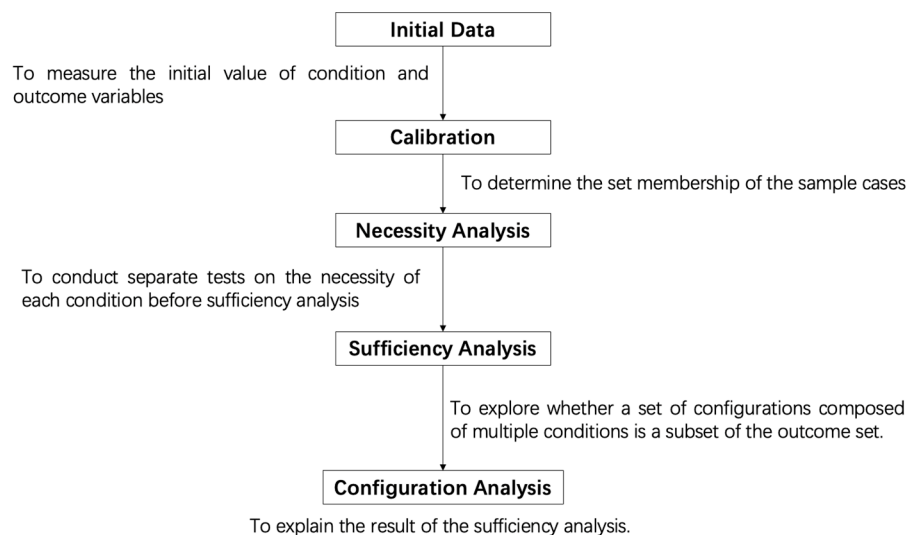 Initial Data
To measure the initial value of condition and
outcome variables
Calibration
To determine the set membership of the sample cases
Necessity Analysis
To conduct separate tests on the necessity of
each condition before sufficiency analysis
Sufficiency Analysis
To explore whether a set of configurations composed
of multiple conditions is a subset of the outcome set.
Configuration Analysis
To explain the result of the sufficiency analysis.